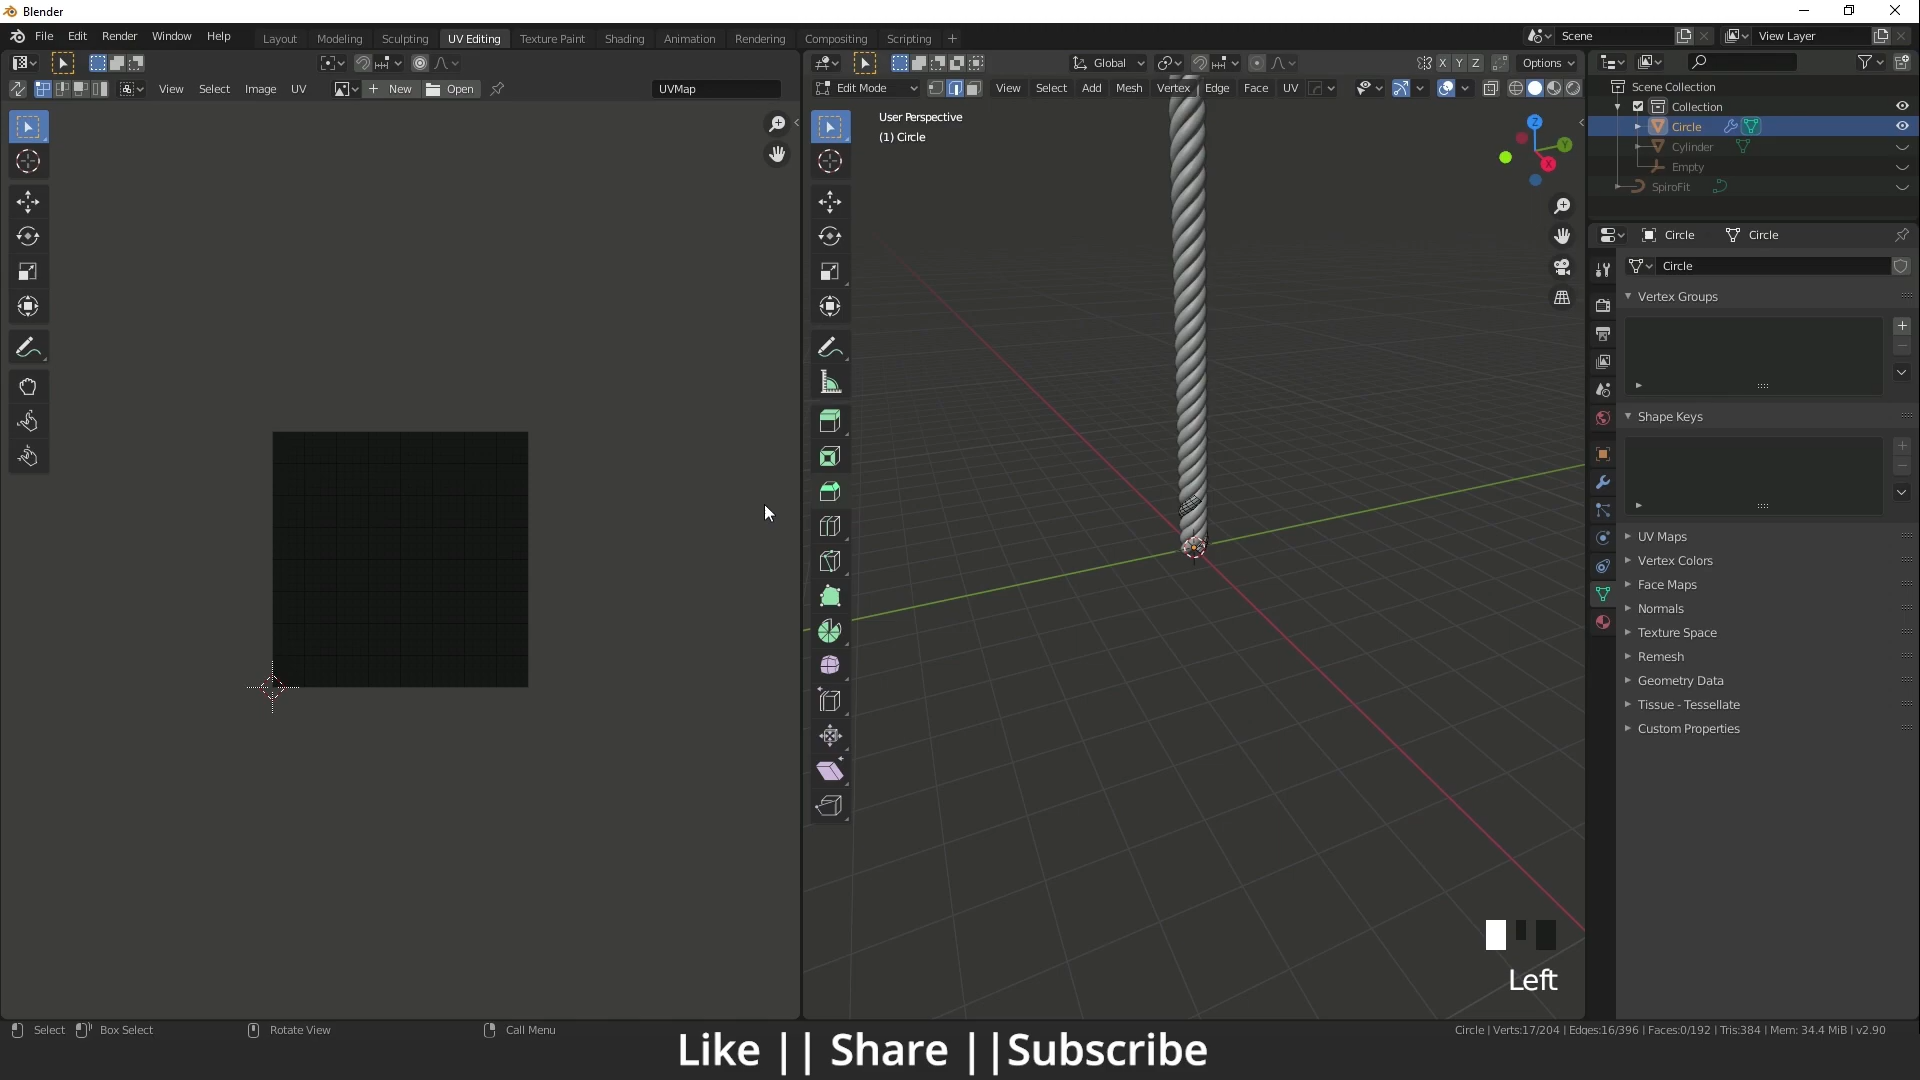 Blender
File Edit Render Window Help
Layout Modeling Sculpting UV Editing Texture Paint Shading Animation Rendering Compositing Scripting
Scene
View Layer
Global
X Y Z
Options
View Select Image UV
New
Open
UVMap
Edit Mode
View Select Add Mesh Vertex Edge Face UV
Scene Collection
Collection
Circle
Cylinder
Empty
SpiroFit
User Perspective
(1) Circle
Z
Y
X
Circle
Circle
Circle
Vertex Groups
Shape Keys
UV Maps
Vertex Colors
Face Maps
Normals
Texture Space
Remesh
Geometry Data
Tissue - Tessellate
Custom Properties
Left
Select
Box Select
Rotate View
Call Menu
Circle | Verts:17/204 | Edges:16/396 | Faces:0/192 | Tris:384 | Mem: 34.4 MiB | v2.90
Like || Share ||Subscribe